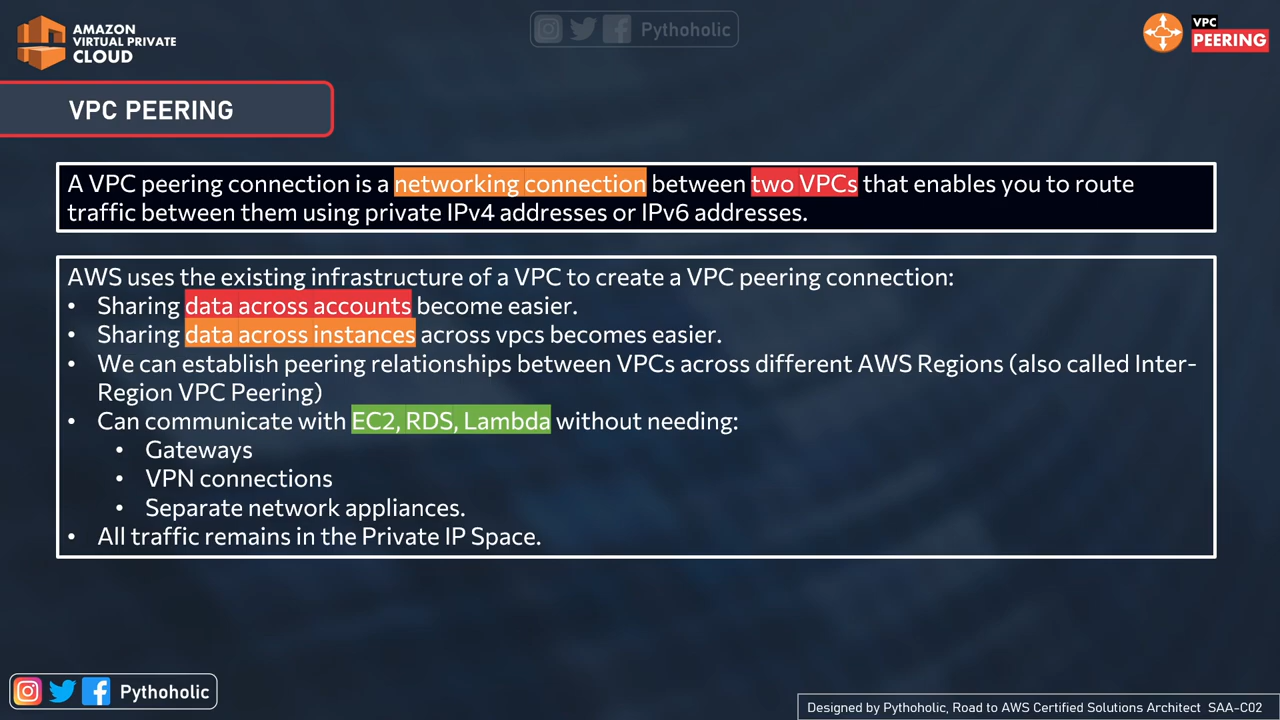 AMAZON
VIRTUAL PRIVATE
CLOUD
Pythoholic
VPC
PEERING
VPC PEERING
A VPC peering connection is a networking connection between two VPCs that enables you to route
traffic between them using private IPv4 addresses or IPv6 addresses.
AWS uses the existing infrastructure of a VPC to create a VPC peering connection:
• Sharing data across accounts become easier.
• Sharing data across instances across vpcs becomes easier.
• We can establish peering relationships between VPCs across different AWS Regions (also called Inter-
Region VPC Peering)
• Can communicate with EC2, RDS, Lambda without needing:
• Gateways
• VPN connections
• Separate network appliances.
• All traffic remains in the Private IP Space.
Pythoholic
Designed by Pythoholic, Road to AWS Certified Solutions Architect SAA-C02